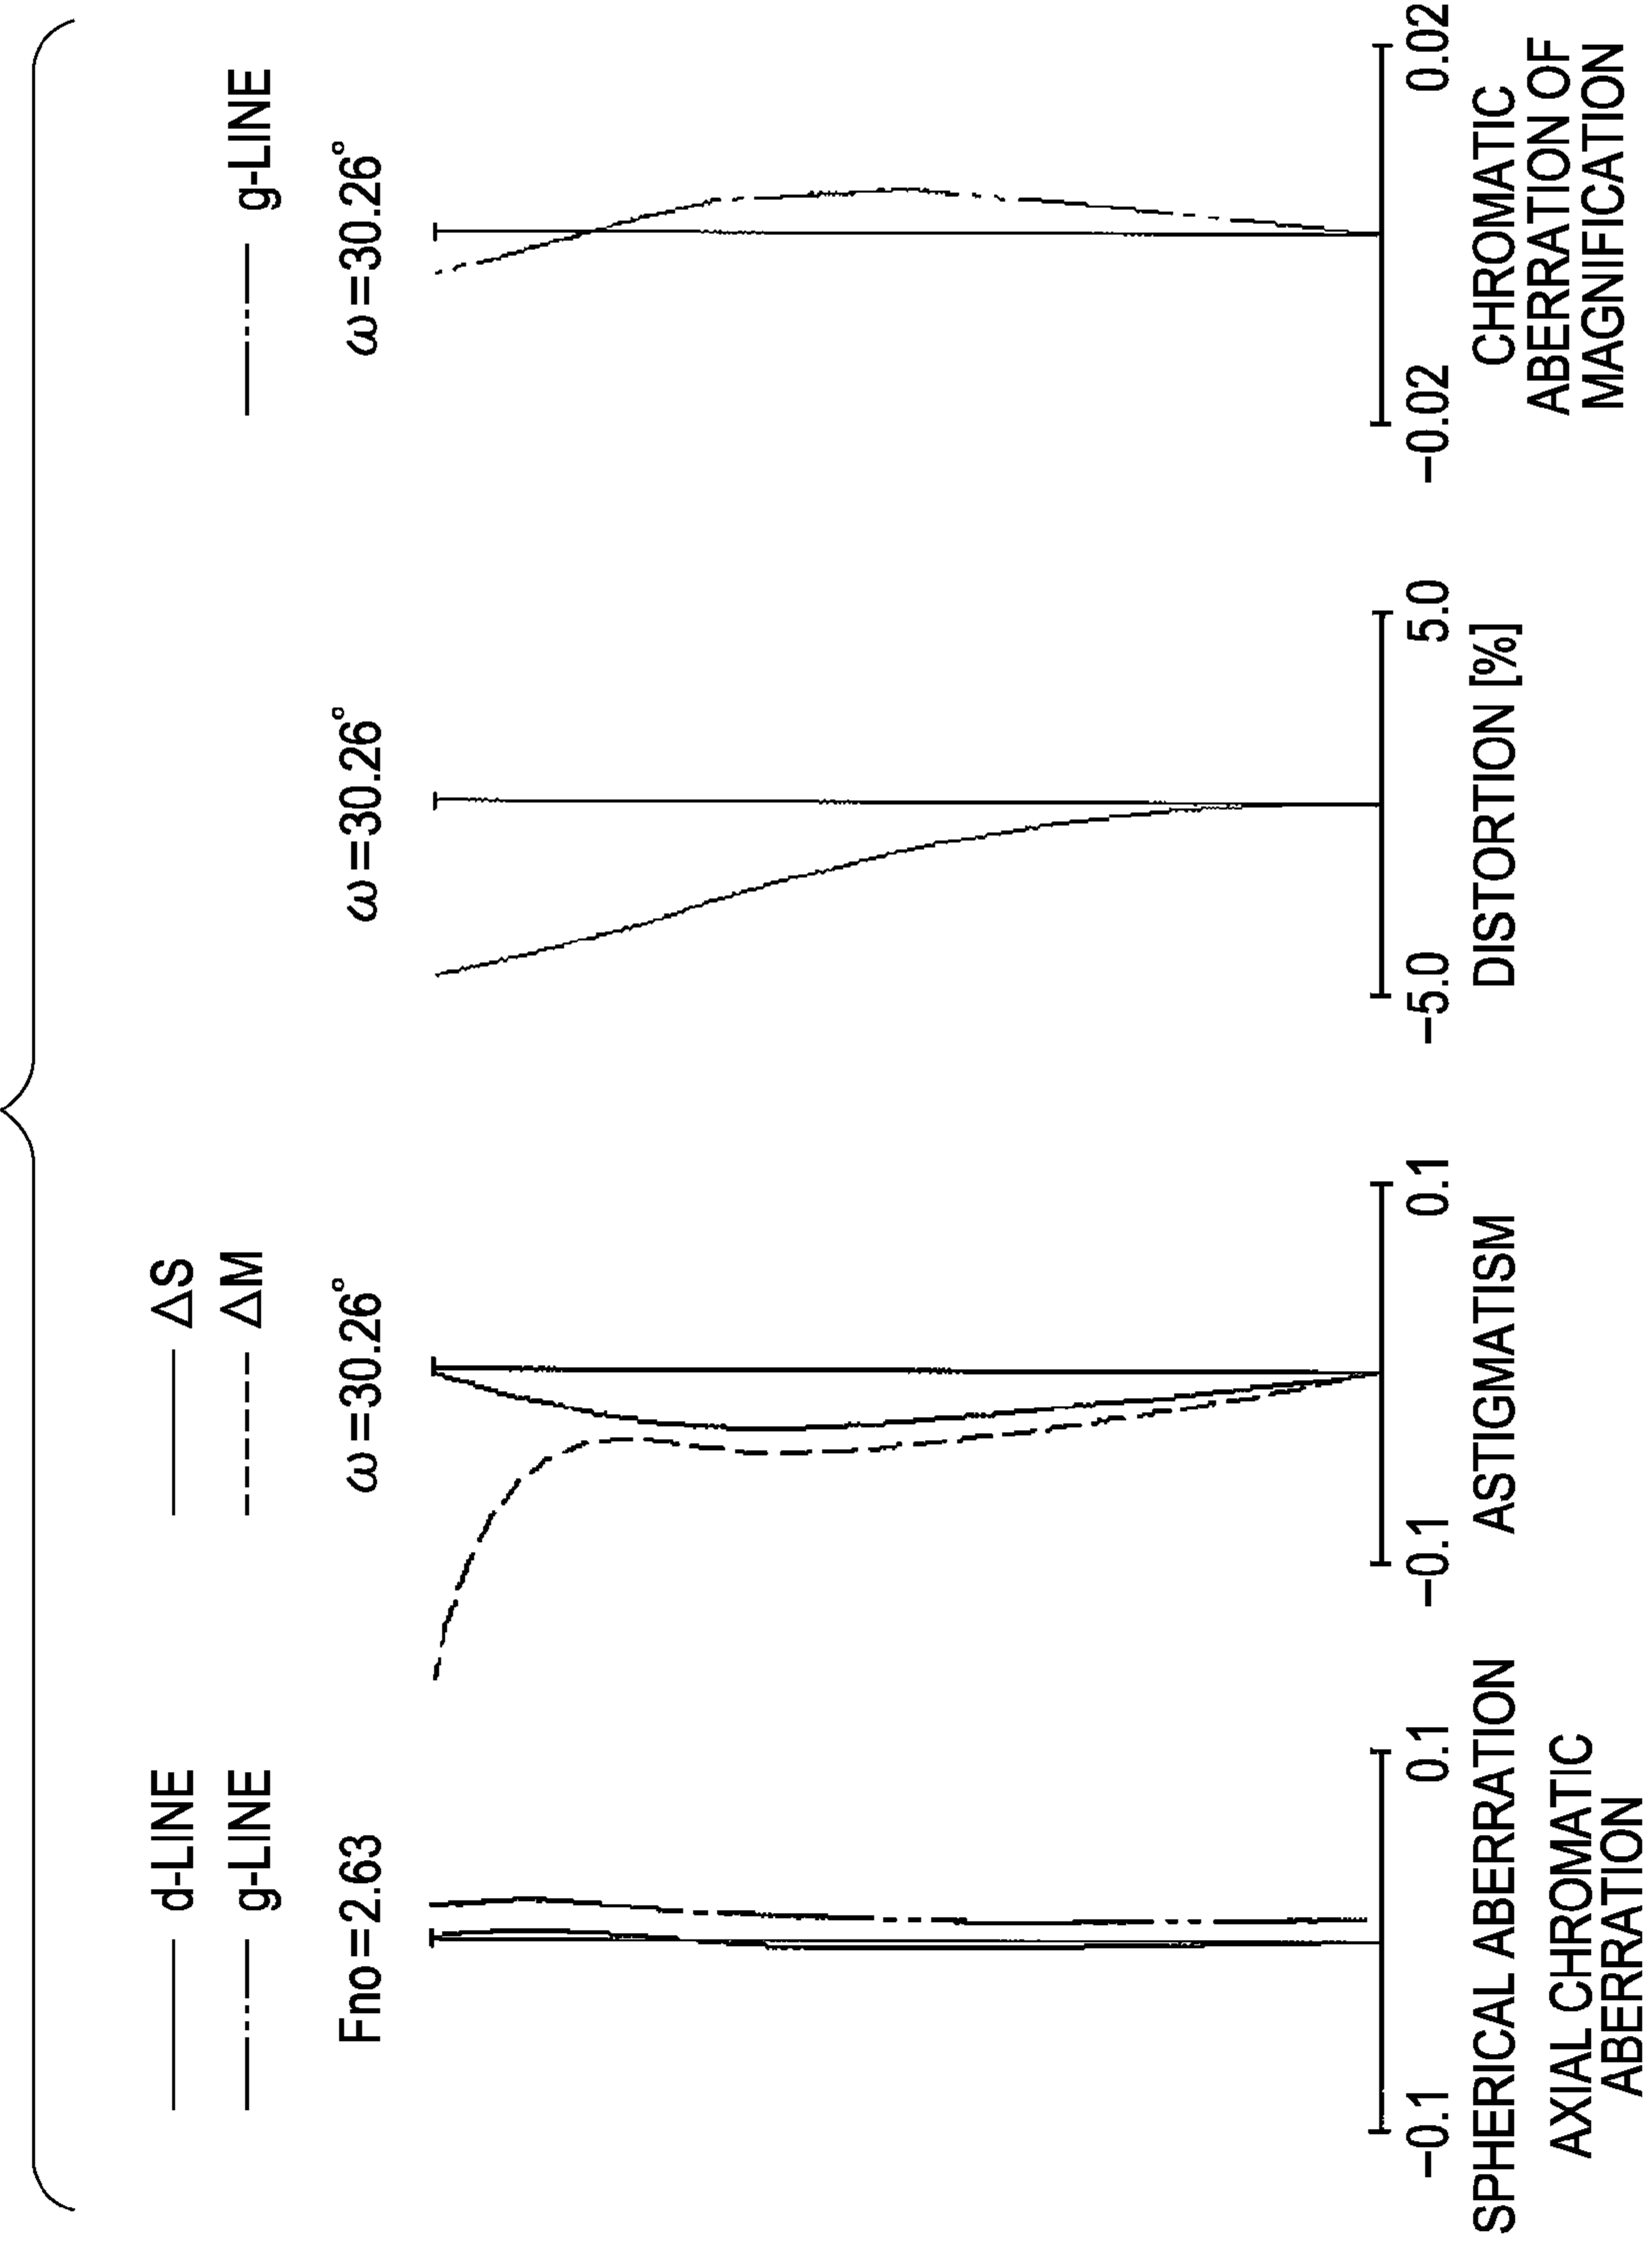 d-LINE
g-LINE
ΔS
ΔM
g-LINE
Fno=2.63
ω=30.26°
ω=30.26°
ω=30.26°
-0.1 0.1
-0.1 0.1
-5.0 5.0
-0.02 0.02
SPHERICAL ABERRATION
AXIAL CHROMATIC
ABERRATION
ASTIGMATISM
DISTORTION [%]
CHROMATIC
ABERRATION OF
MAGNIFICATION